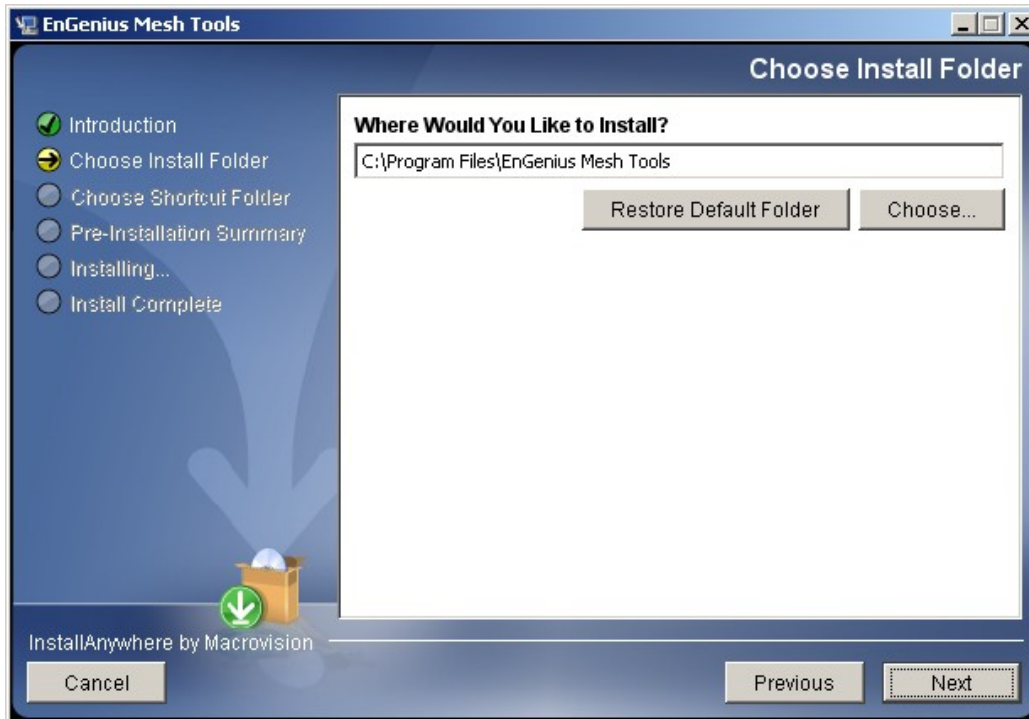 EnGenius Mesh Tools
Choose Install Folder
Introduction
Choose Install Folder
Choose Shortcut Folder
Pre-Installation Summary
Installing...
Install Complete
Where Would You Like to Install?
C:\Program Files\EnGenius Mesh Tools
Restore Default Folder
Choose...
InstallAnywhere by Macrovision
Cancel
Previous
Next